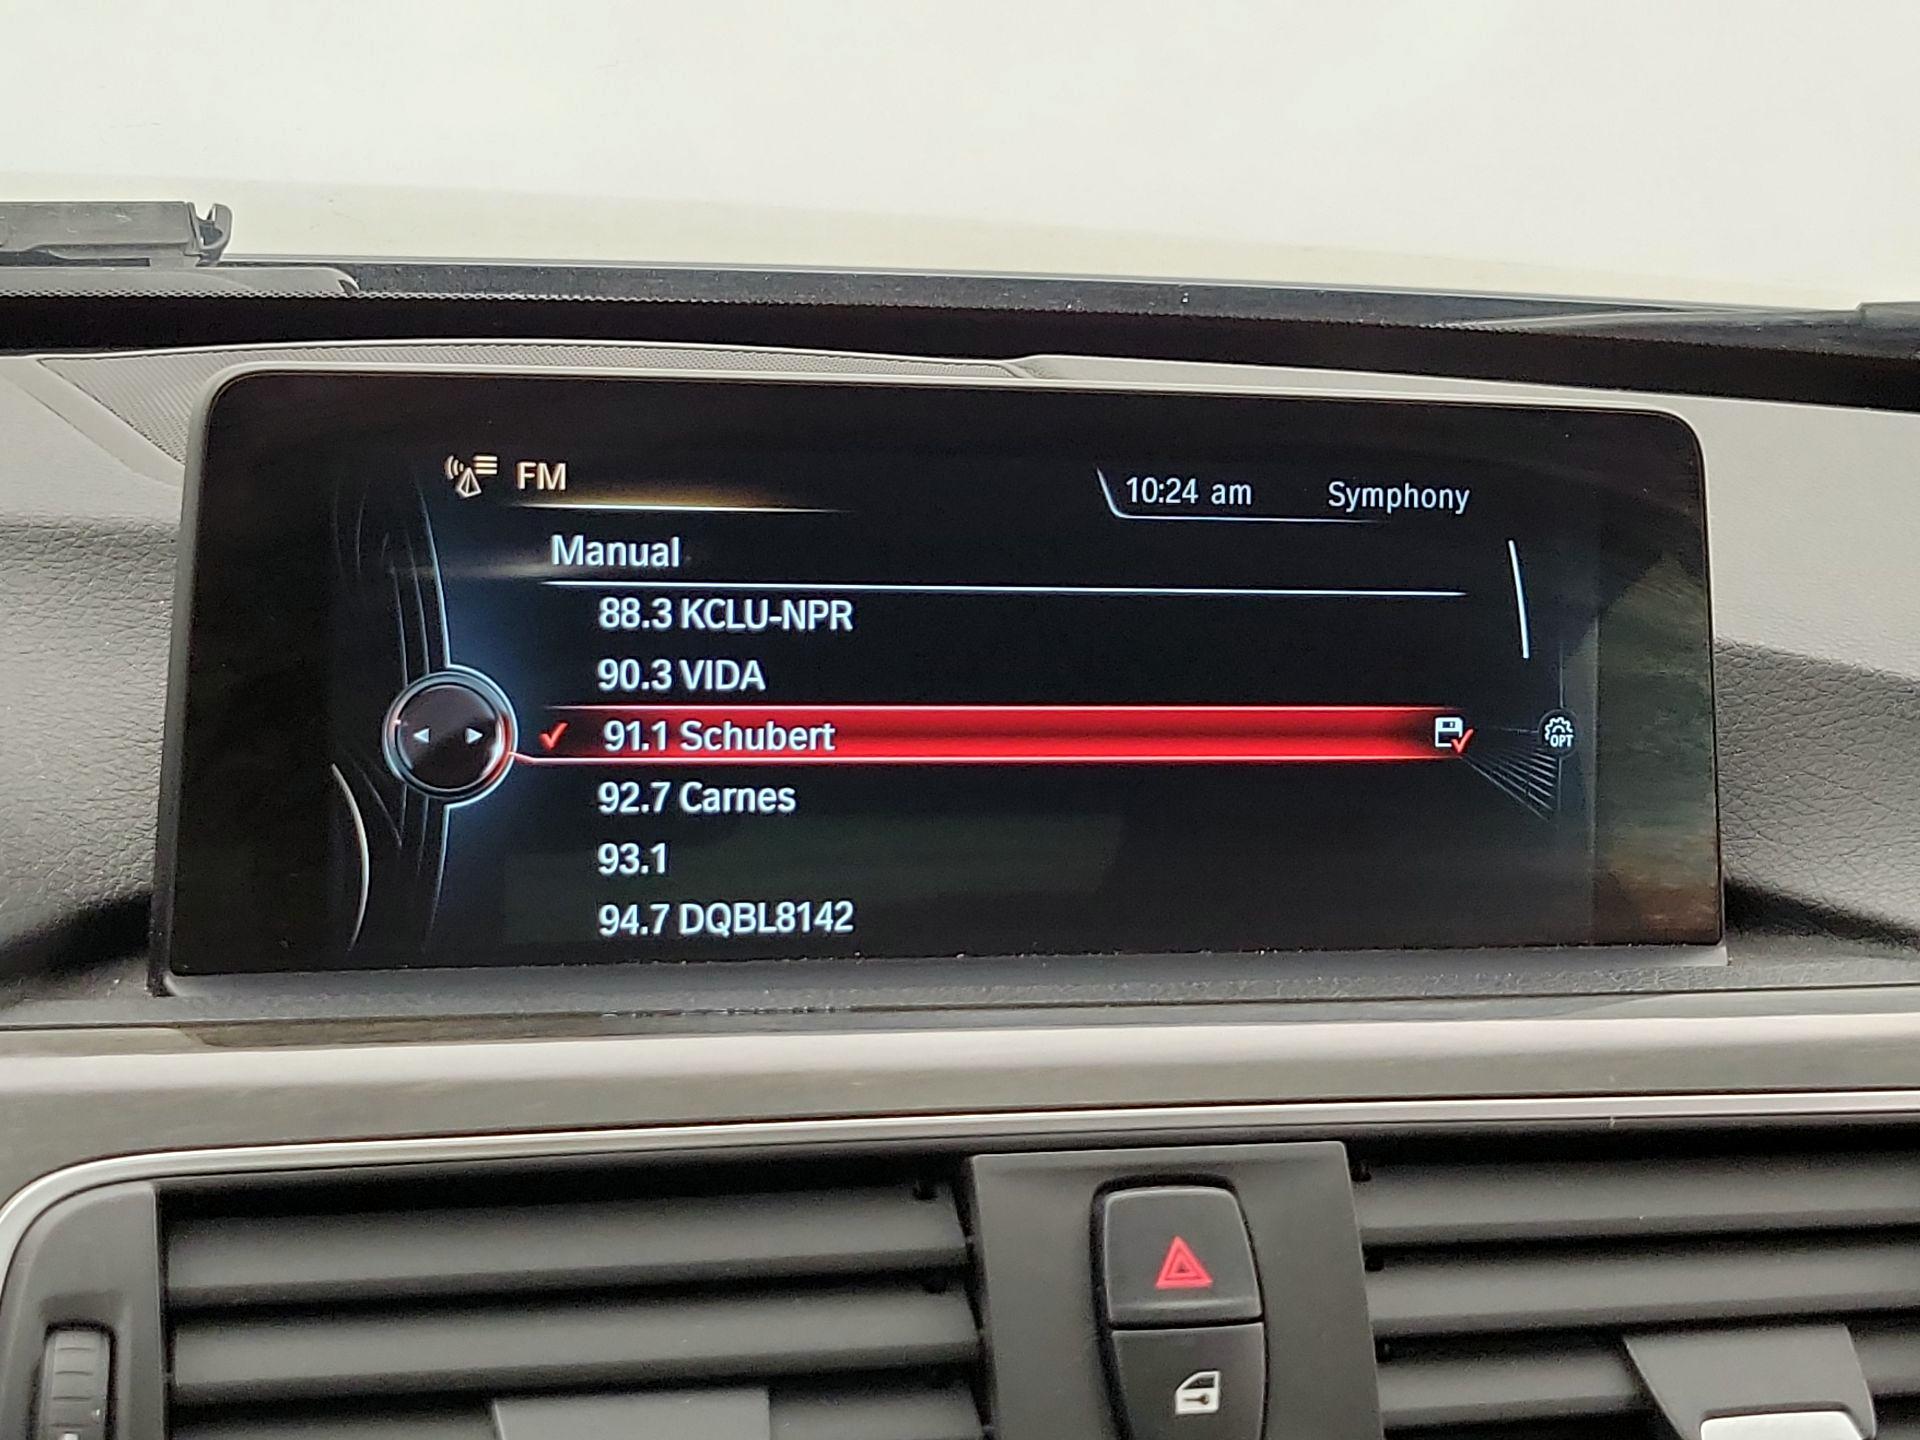 FM
10:24 am Symphony
Manual
88.3 KCLU-NPR
90.3 VIDA
91.1 Schubert
OPT
92.7 Carnes
93.1
94.7 DQBL8142